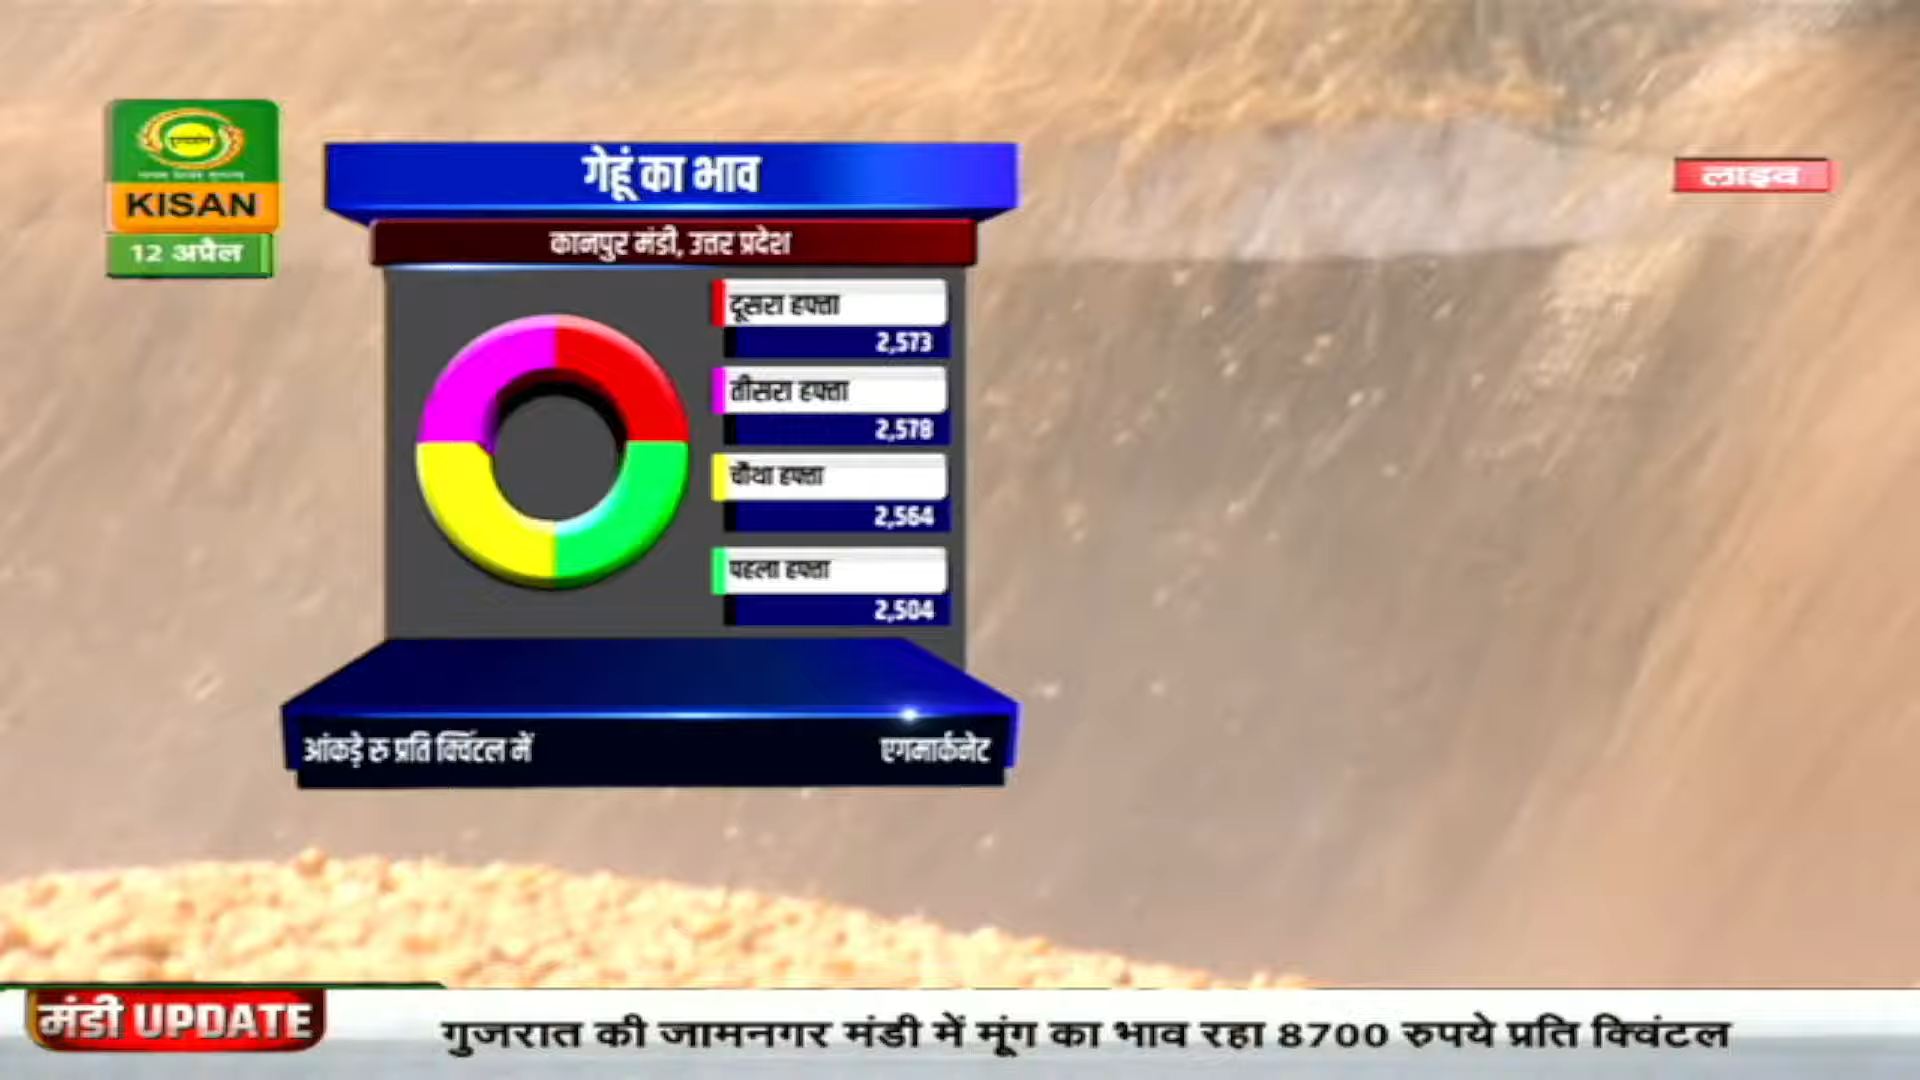 KISAN
12 अप्रैल
लाइव
गेहूं का भाव
कानपुर मंडी, उत्तर प्रदेश
दूसरा हफ्ता
2,573
तीसरा हफ्ता
2,578
चौथा हफ्ता
2,564
पहला हफ्ता
2,504
आंकड़े रु प्रति क्विंटल में
एगमार्कनेट
मंडी UPDATE
गुजरात की जामनगर मंडी में मूंग का भाव रहा 8700 रुपये प्रति क्विंटल